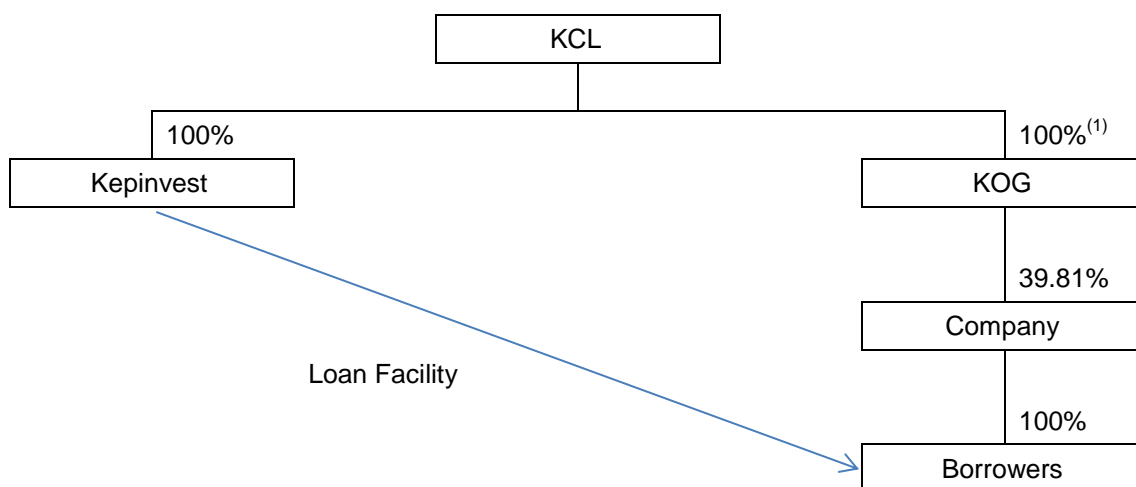 KCL
100%
100%(1)
Kepinvest
KOG
39.81%
Company
Loan Facility
100%
Borrowers